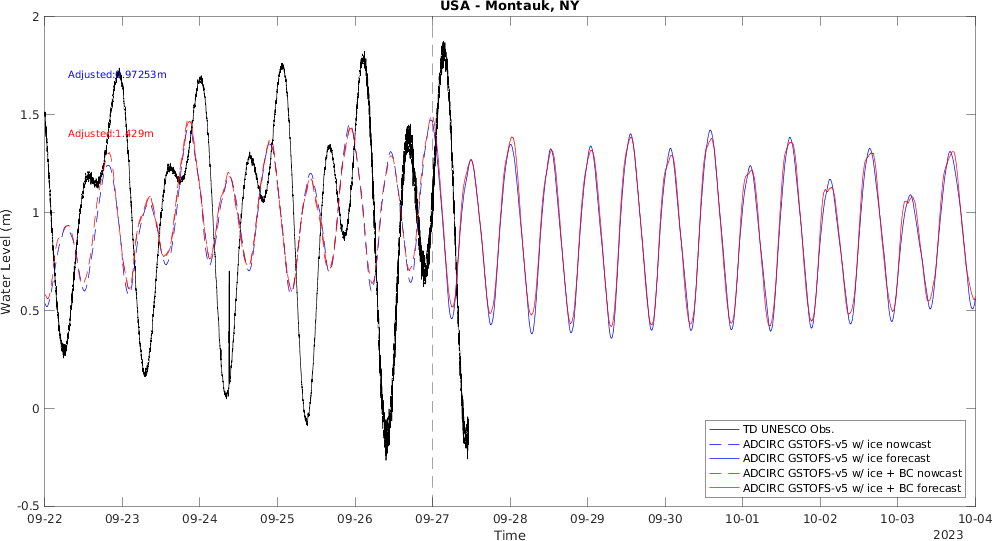 USA - Montauk, NY
2
1.5
1
0.5
0
-0.5
Water Level (m)
Adjusted:0.97253m
Adjusted:1.429m
TD UNESCO Obs.
ADCIRC GSTOFS-v5 w/ ice nowcast
ADCIRC GSTOFS-v5 w/ ice forecast
ADCIRC GSTOFS-v5 w/ ice + BC nowcast
ADCIRC GSTOFS-v5 w/ ice + BC forecast
09-22 09-23 09-24 09-25 09-26 09-27 09-28 09-29 09-30 10-01 10-02 10-03 10-04
Time
2023